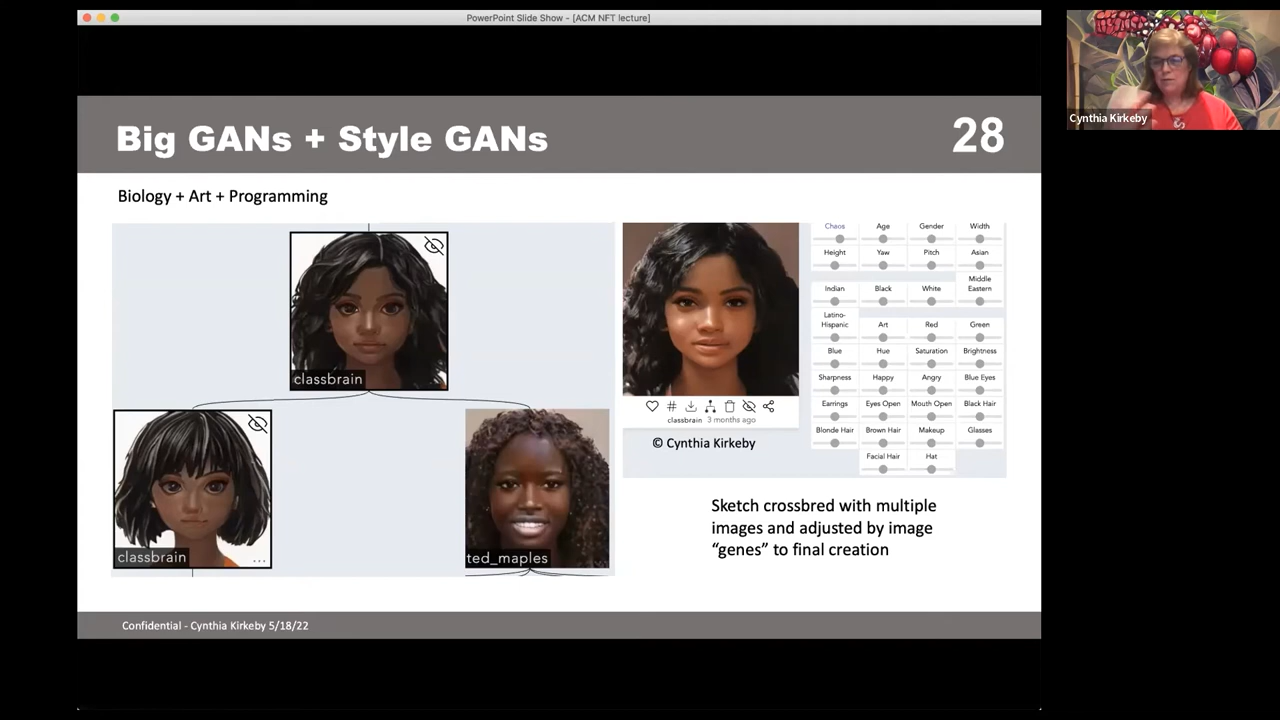 PowerPoint Slide Show - [ACM NFT lecture]
Big GANs + Style GANs
28
Biology + Art + Programming
classbrain
classbrain
...
ted_maples
classbrain 3 months ago
© Cynthia Kirkeby
Chaos Age Gender Width
Height Yaw Pitch Asian
Indian Black White Middle
Eastern
Latino-
Hispanic Art Red Green
Blue Hue Saturation Brightness
Sharpness Happy Angry Blue Eyes
Earrings Eyes Open Mouth Open Black Hair
Blonde Hair Brown Hair Makeup Glasses
Facial Hair Hat
Sketch crossbred with multiple
images and adjusted by image
“genes” to final creation
Confidential - Cynthia Kirkeby 5/18/22
Cynthia Kirkeby